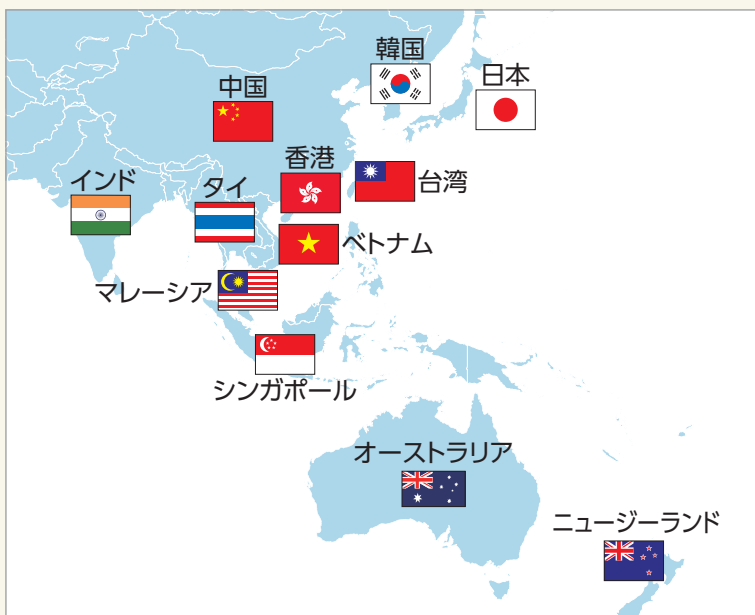 韓国
日本
中国
香港
台湾
インド
タイ
ベトナム
マレーシア
シンガポール
オーストラリア
ニュージーランド